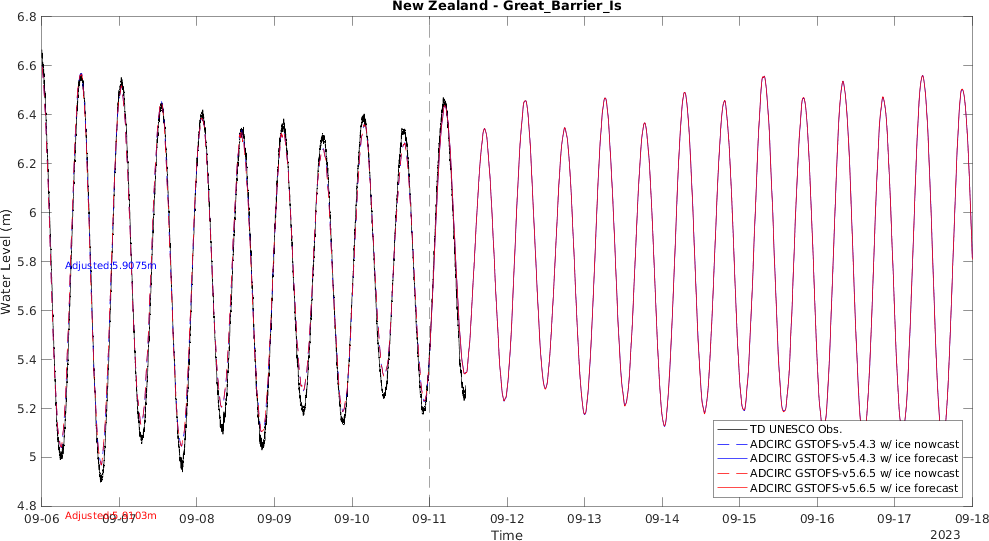 New Zealand - Great_Barrier_Is
6.8
6.6
6.4
6.2
6
5.8
5.6
5.4
5.2
5
4.8
Water Level (m)
Adjusted:5.9075m
Adjusted:5.9103m
TD UNESCO Obs.
ADCIRC GSTOFS-v5.4.3 w/ ice nowcast
ADCIRC GSTOFS-v5.4.3 w/ ice forecast
ADCIRC GSTOFS-v5.6.5 w/ ice nowcast
ADCIRC GSTOFS-v5.6.5 w/ ice forecast
09-06 09-07 09-08 09-09 09-10 09-11 09-12 09-13 09-14 09-15 09-16 09-17 09-18
Time
2023